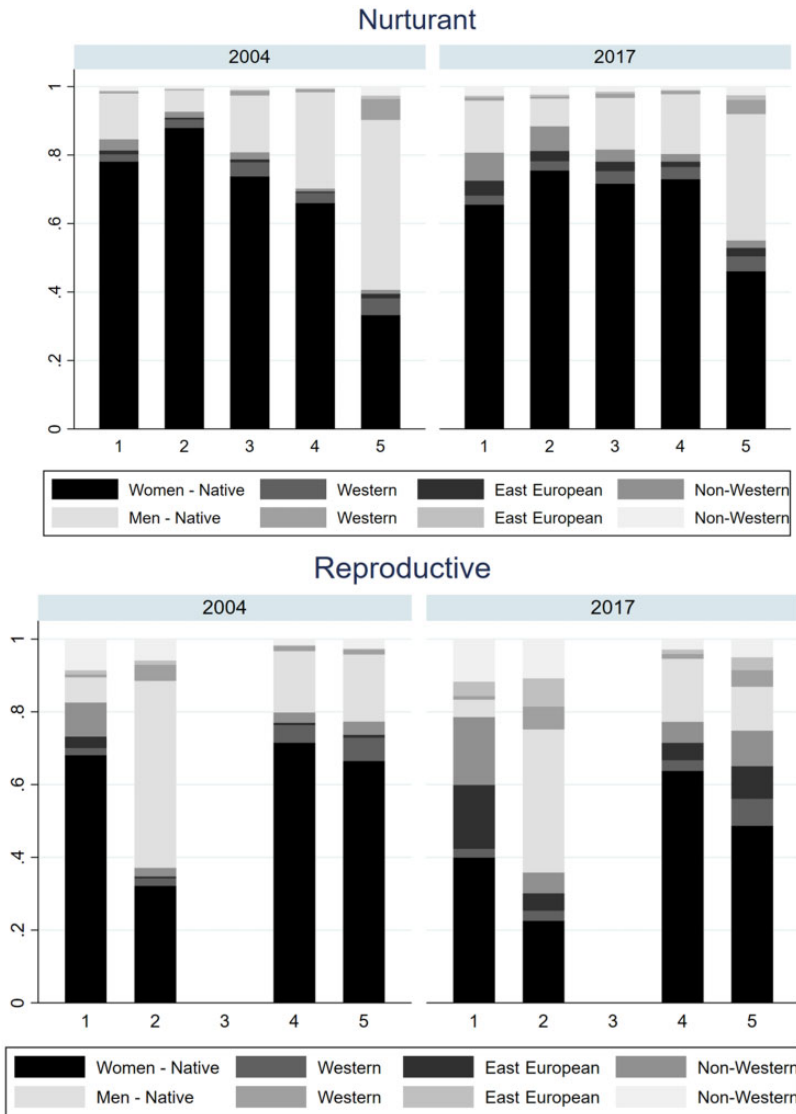 Nurturant
2004 2017
1
.8
.6
.4
.2
0
1 2 3 4 5 1 2 3 4 5
Women - Native Western East European Non-Western
Men - Native Western East European Non-Western
Reproductive
2004 2017
1
.8
.6
.4
.2
0
1 2 3 4 5 1 2 3 4 5
Women - Native Western East European Non-Western
Men - Native Western East European Non-Western